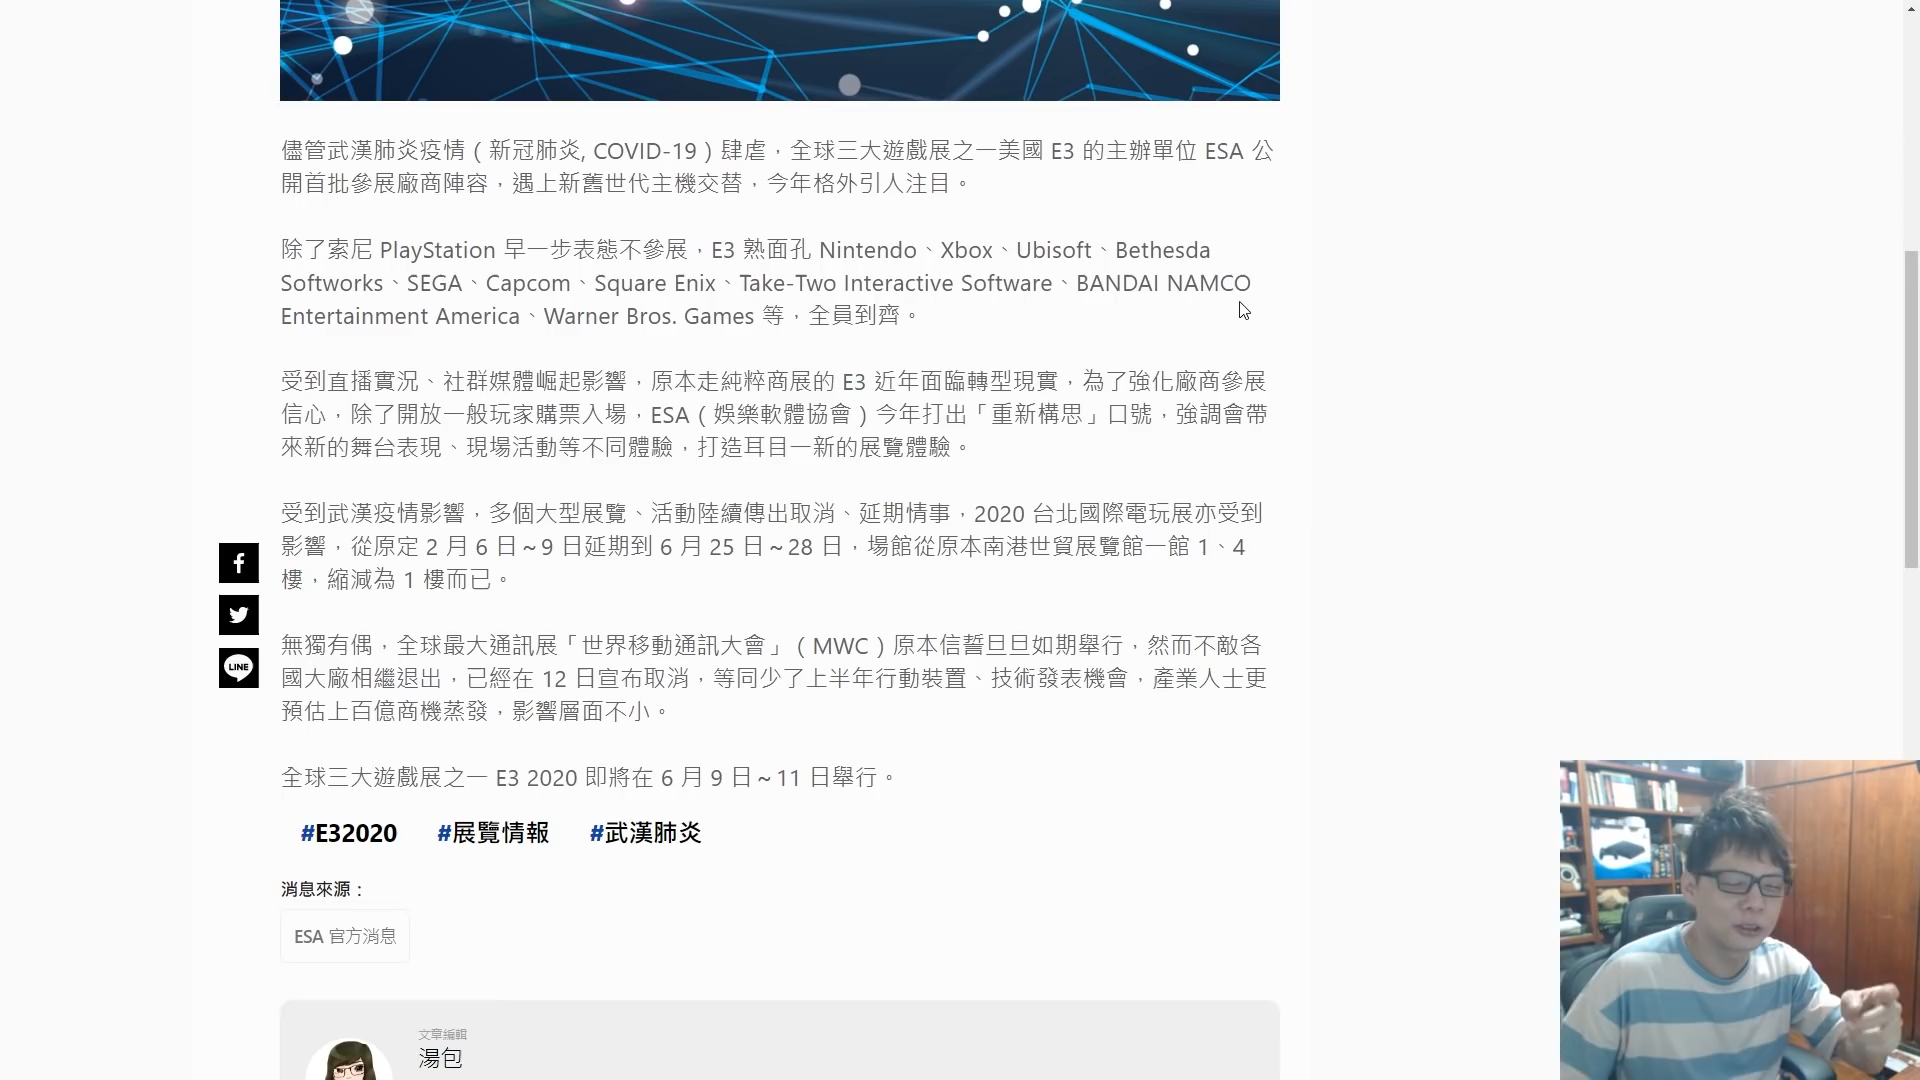 儘管武漢肺炎疫情（新冠肺炎, COVID-19）肆虐，全球三大遊戲展之一美國 E3 的主辦單位 ESA 公
開首批參展廠商陣容，遇上新舊世代主機交替，今年格外引人注目。
除了索尼 PlayStation 早一步表態不參展，E3 熟面孔 Nintendo、Xbox、Ubisoft、Bethesda
Softworks、SEGA、Capcom、Square Enix、Take-Two Interactive Software、BANDAI NAMCO
Entertainment America、Warner Bros. Games 等，全員到齊。
受到直播實況、社群媒體崛起影響，原本走純粹商展的 E3 近年面臨轉型現實，為了強化廠商參展
信心，除了開放一般玩家購票入場，ESA（娛樂軟體協會）今年打出「重新構思」口號，強調會帶
來新的舞台表現、現場活動等不同體驗，打造耳目一新的展覽體驗。
受到武漢疫情影響，多個大型展覽、活動陸續傳出取消、延期情事，2020 台北國際電玩展亦受到
影響，從原定 2 月 6 日~9 日延期到 6 月 25 日~28 日，場館從原本南港世貿展覽館一館 1、4
樓，縮減為 1 樓而已。
無獨有偶，全球最大通訊展「世界移動通訊大會」（MWC）原本信誓旦旦如期舉行，然而不敵各
國大廠相繼退出，已經在 12 日宣布取消，等同少了上半年行動裝置、技術發表機會，產業人士更
預估上百億商機蒸發，影響層面不小。
全球三大遊戲展之一 E3 2020 即將在 6 月 9 日~11 日舉行。
#E32020 #展覽情報 #武漢肺炎
消息來源：
ESA 官方消息
文章編輯
湯包
LINE